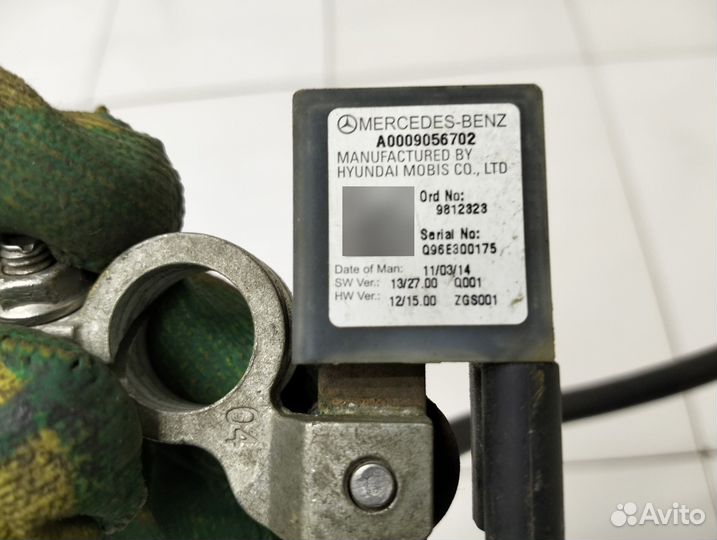 MERCEDES-BENZ
A0009056702
MANUFACTURED BY
HYUNDAI MOBIS CO., LTD
Ord No:
9812323
Serial No:
Q96E300175
Date of Man: 11/03/14
SW Ver.: 13/27.00 Q001
HW Ver.: 12/15.00 ZGS001
04
Avito